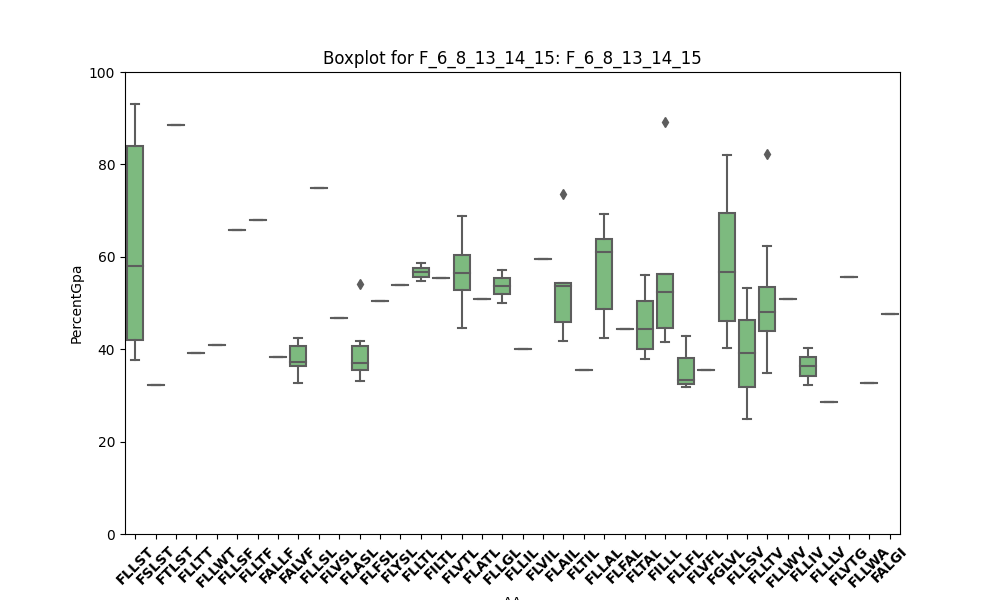 Boxplot for F_6_8_13_14_15: F_6_8_13_14_15
PercentGpa
100
80
60
40
20
0
FLLST
FSLST
FTLST
FLLTT
FLLWT
FLLSF
FLLTF
FALLF
FALVF
FLLSL
FLVSL
FLASL
FLFSL
FLYSL
FLLTL
FILTL
FLVTL
FLATL
FLLGL
FLLIL
FLVIL
FLAIL
FLTIL
FLLAL
FLFAL
FLTAL
FILLL
FLLFL
FLVFL
FGLVL
FLLSV
FLLTV
FLLWV
FLLIV
FLLLV
FLVTG
FLLWA
FALGI